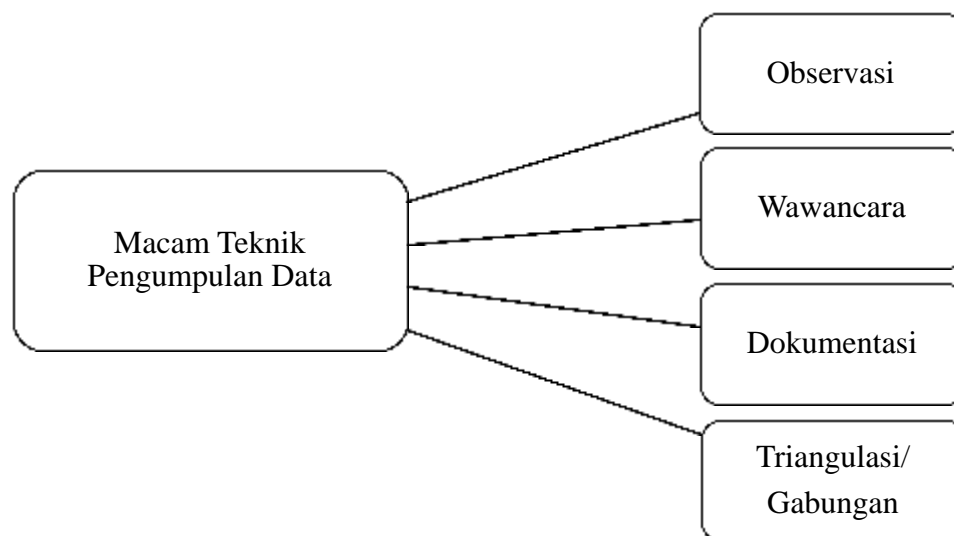 Macam Teknik
Pengumpulan Data
Observasi
Wawancara
Dokumentasi
Triangulasi/
Gabungan